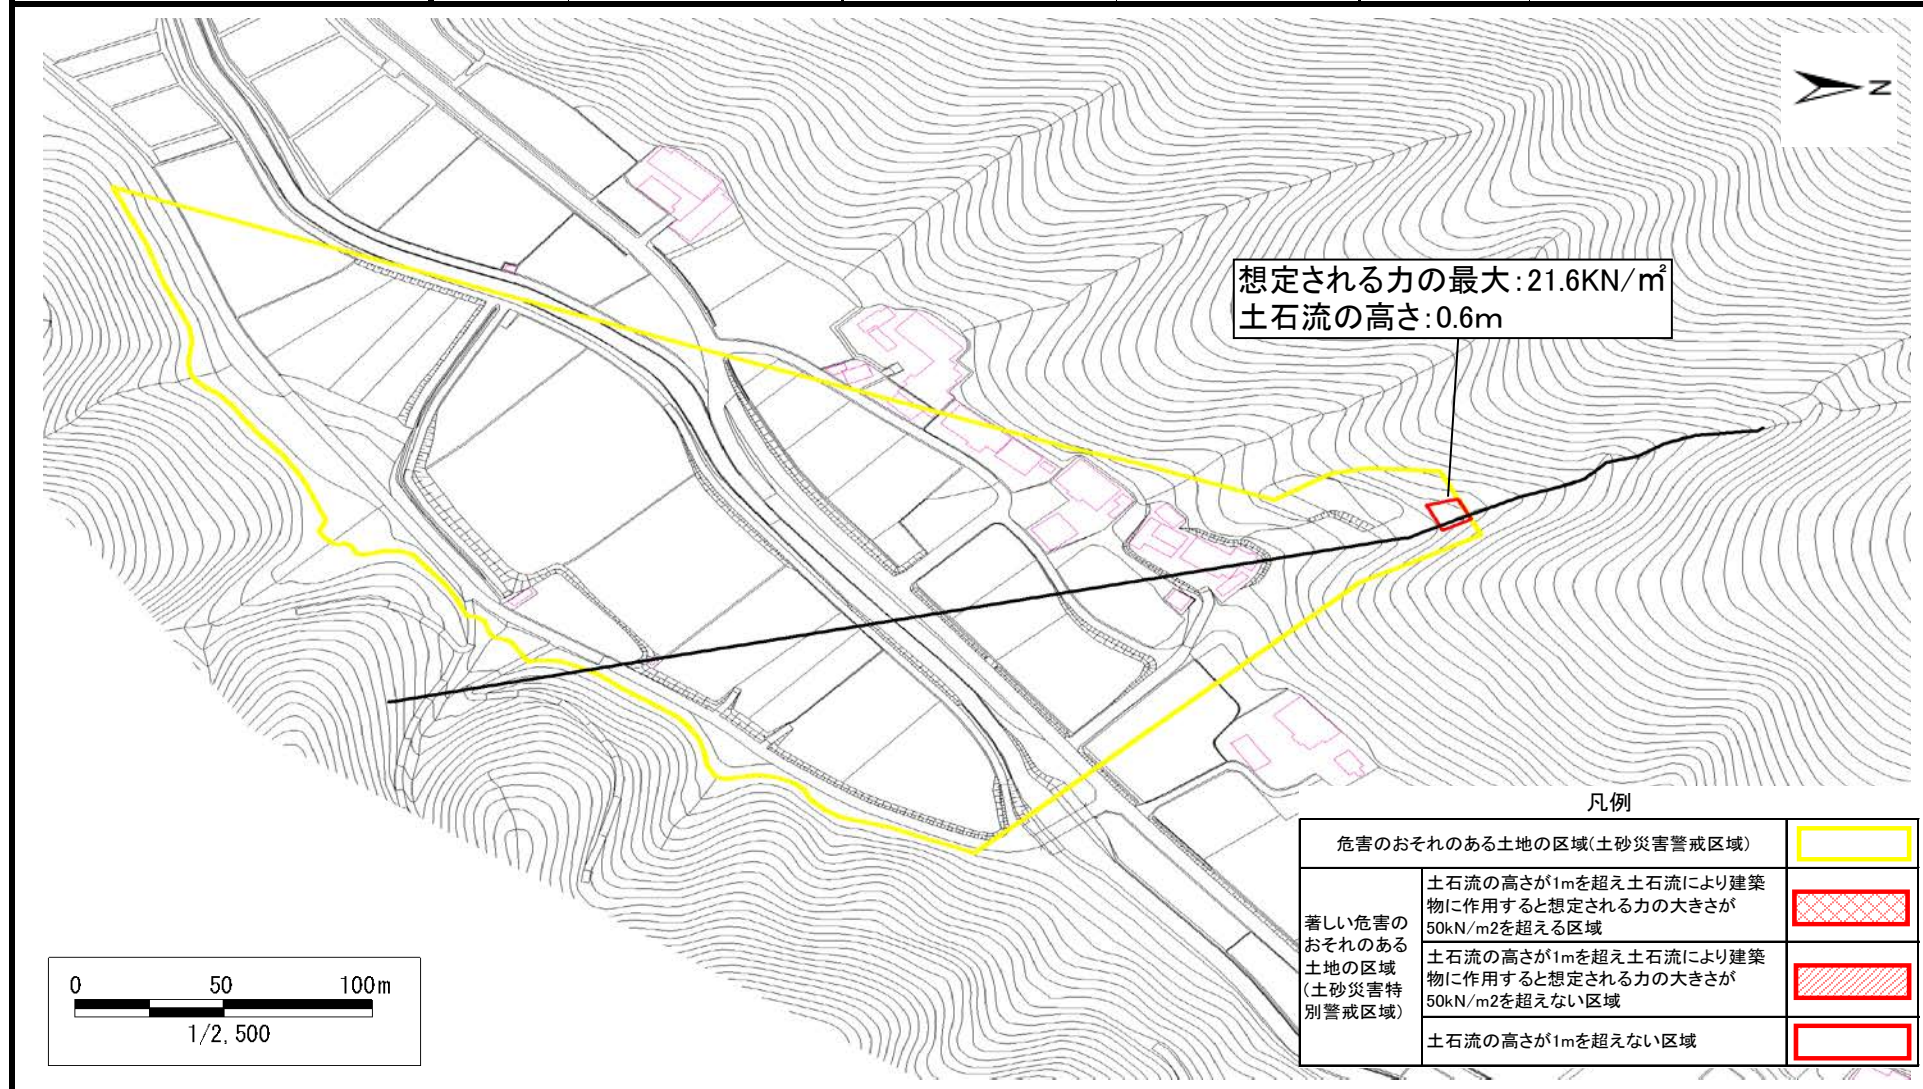 N
想定される力の最大:21.6KN/㎡
土石流の高さ:0.6m
凡例
危害のおそれのある土地の区域(土砂災害警戒区域)
著しい危害の
おそれのある
土地の区域
(土砂災害特
別警戒区域)
土石流の高さが1mを超え土石流により建築
物に作用すると想定される力の大きさが
50kN/m2を超える区域
土石流の高さが1mを超え土石流により建築
物に作用すると想定される力の大きさが
50kN/m2を超えない区域
土石流の高さが1mを超えない区域
0 50 100m
1/2,500